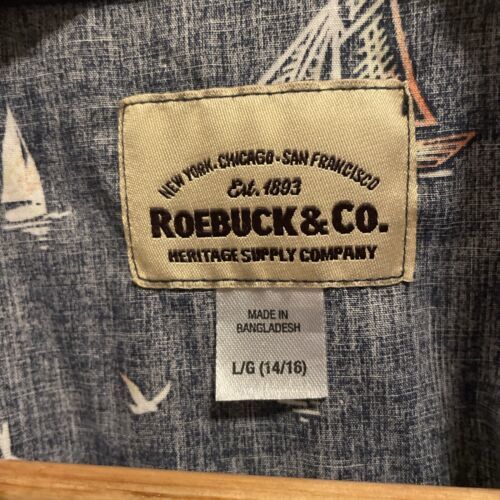 NEW YORK · CHICAGO · SAN FRANCISCO
Est. 1893
ROEBUCK & CO.
HERITAGE SUPPLY COMPANY
MADE IN
BANGLADESH
L/G (14/16)